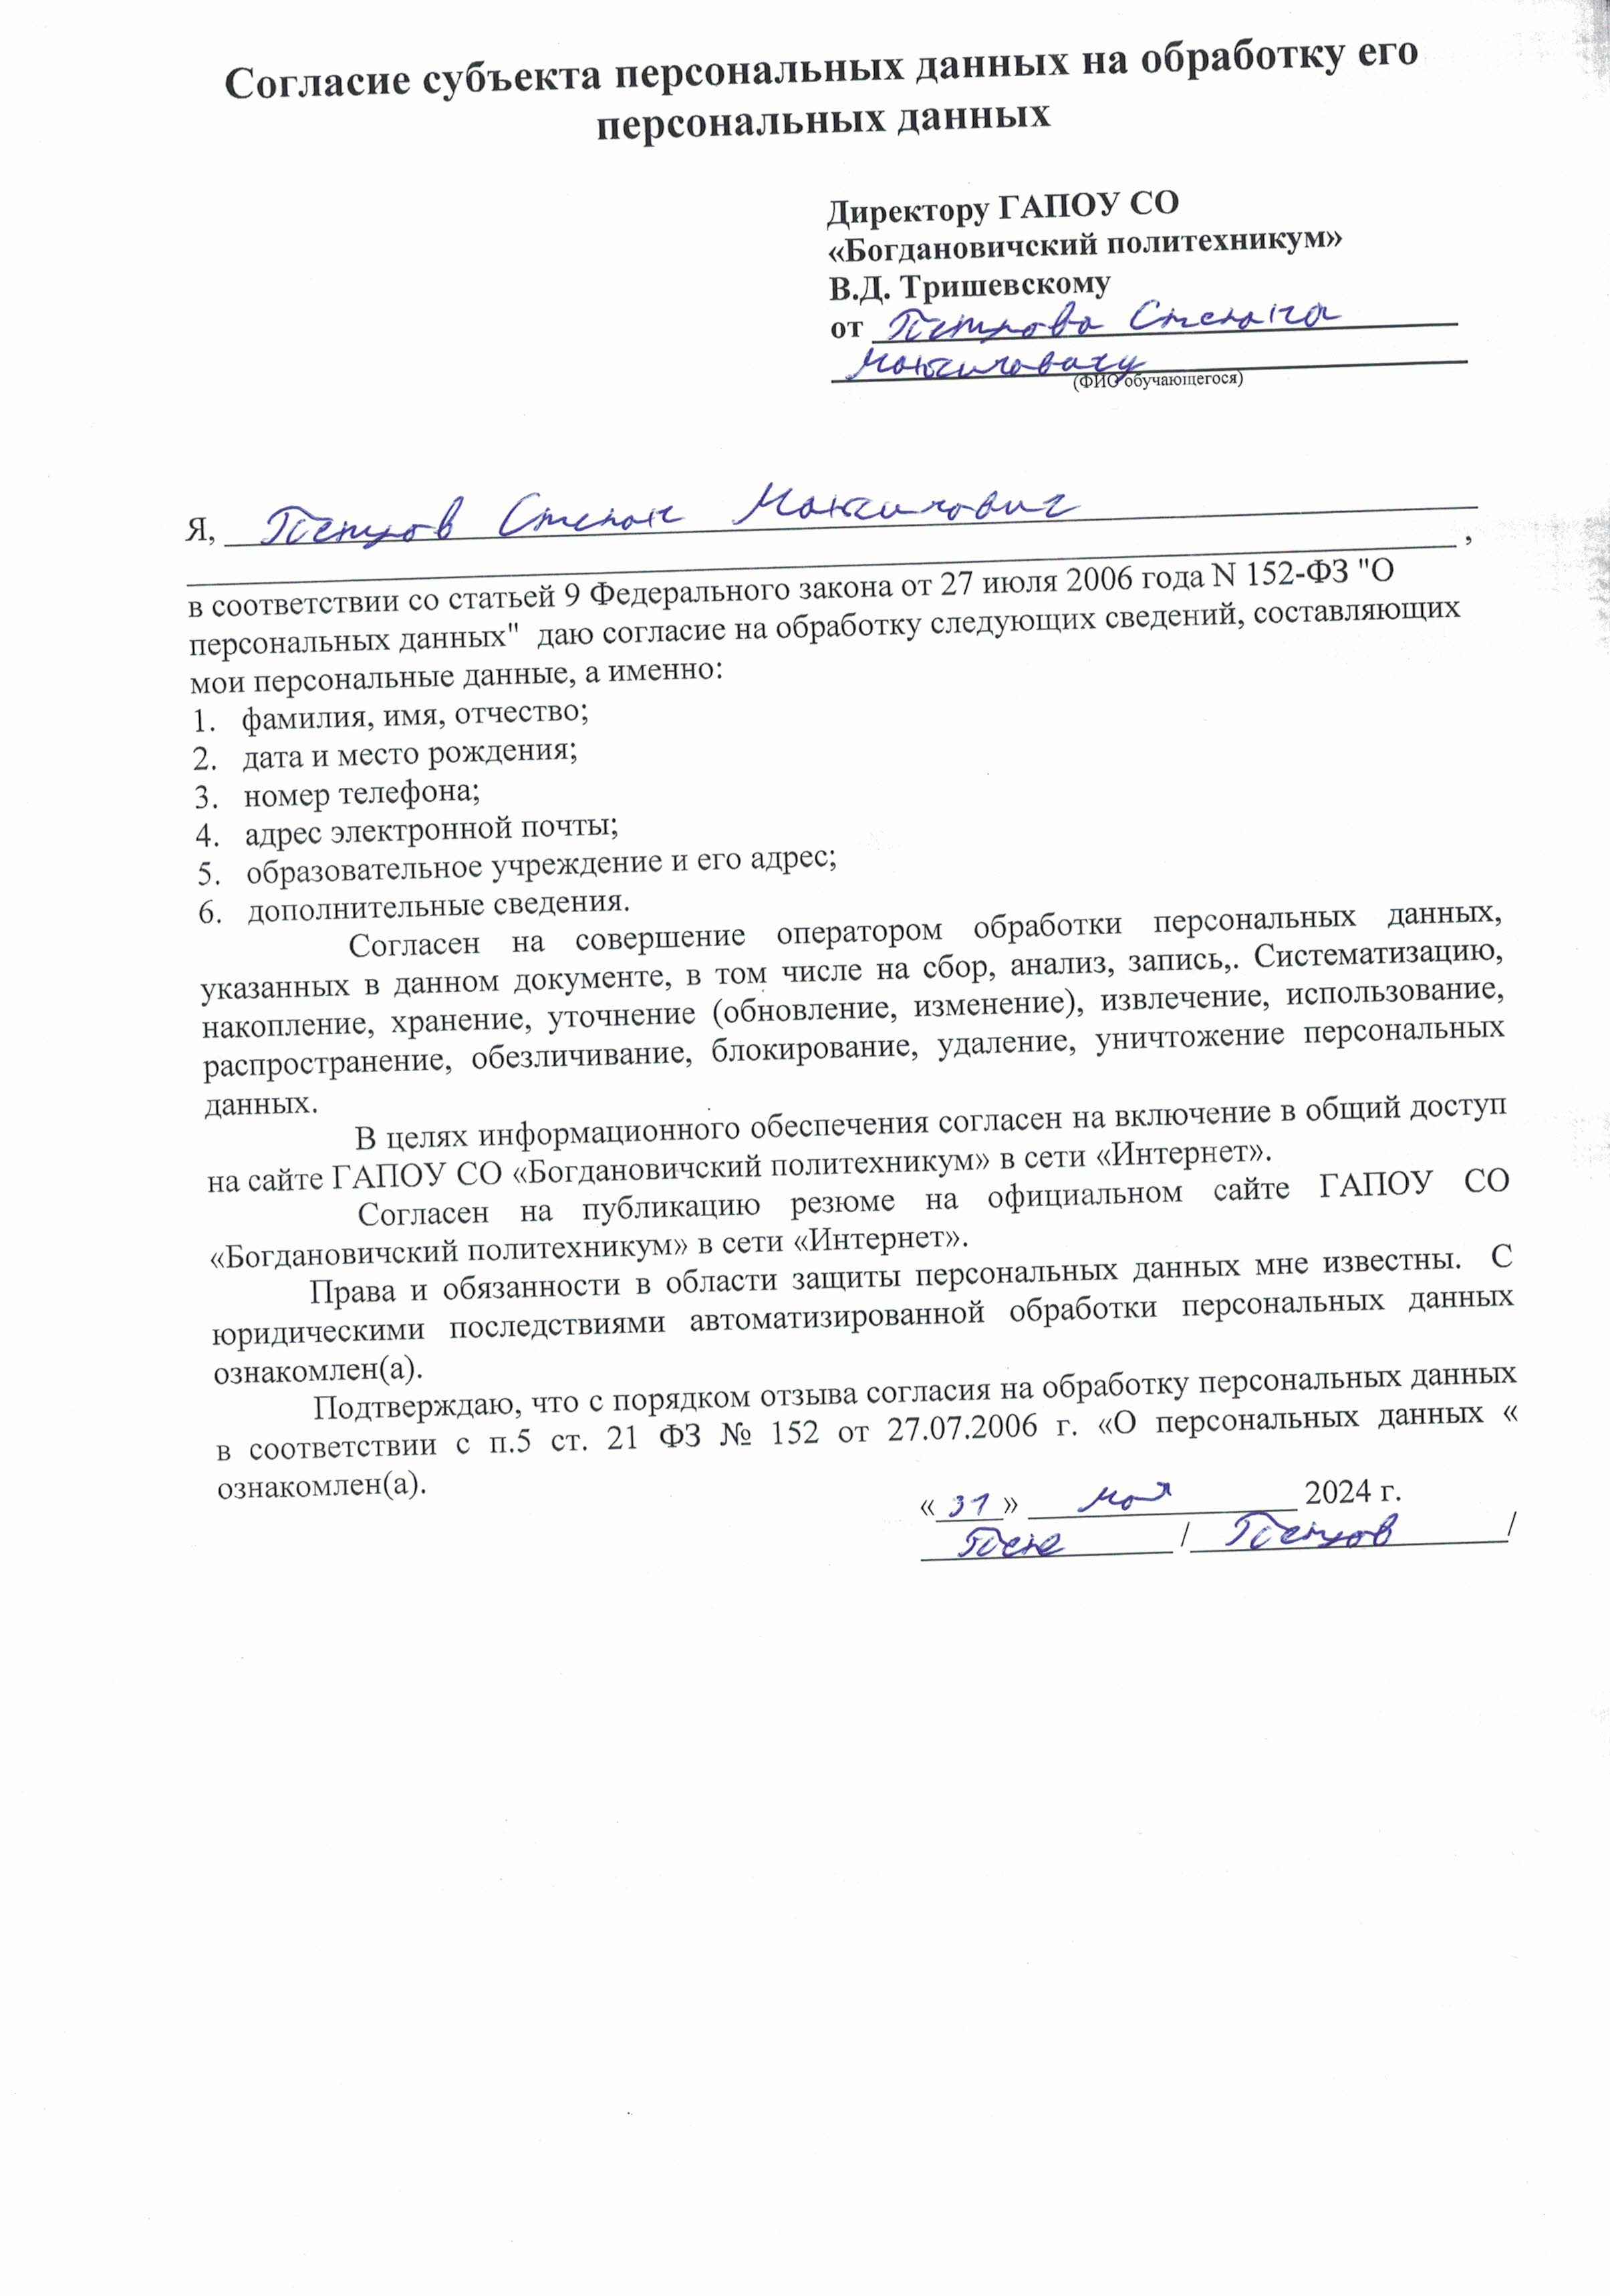 Согласие субъекта персональных данных на обработку его
персональных данных
Директору ГАПОУ СО
«Богдановичский политехникум»
В.Д. Тришевскому
от Петрова Степана
(ФИО обучающегося)
Я, Петров Степан
,
в соответствии со статьей 9 Федерального закона от 27 июля 2006 года N 152-ФЗ "О
персональных данных"  даю согласие на обработку следующих сведений, составляющих
мои персональные данные, а именно:
1. фамилия, имя, отчество;
2. дата и место рождения;
3. номер телефона;
4. адрес электронной почты;
5. образовательное учреждение и его адрес;
6. дополнительные сведения.
Согласен на совершение оператором обработки персональных данных,
указанных в данном документе, в том числе на сбор, анализ, запись,. Систематизацию,
накопление, хранение, уточнение (обновление, изменение), извлечение, использование,
распространение, обезличивание, блокирование, удаление, уничтожение персональных
данных.
В целях информационного обеспечения согласен на включение в общий доступ
на сайте ГАПОУ СО «Богдановичский политехникум» в сети «Интернет».
Согласен на публикацию резюме на официальном сайте ГАПОУ СО
«Богдановичский политехникум» в сети «Интернет».
Права и обязанности в области защиты персональных данных мне известны. С
юридическими последствиями автоматизированной обработки персональных данных
ознакомлен(а).
Подтверждаю, что с порядком отзыва согласия на обработку персональных данных
в соответствии с п.5 ст. 21 ФЗ № 152 от 27.07.2006 г. «О персональных данных «
ознакомлен(а).
«31» мая 2024 г.
/ Петров /